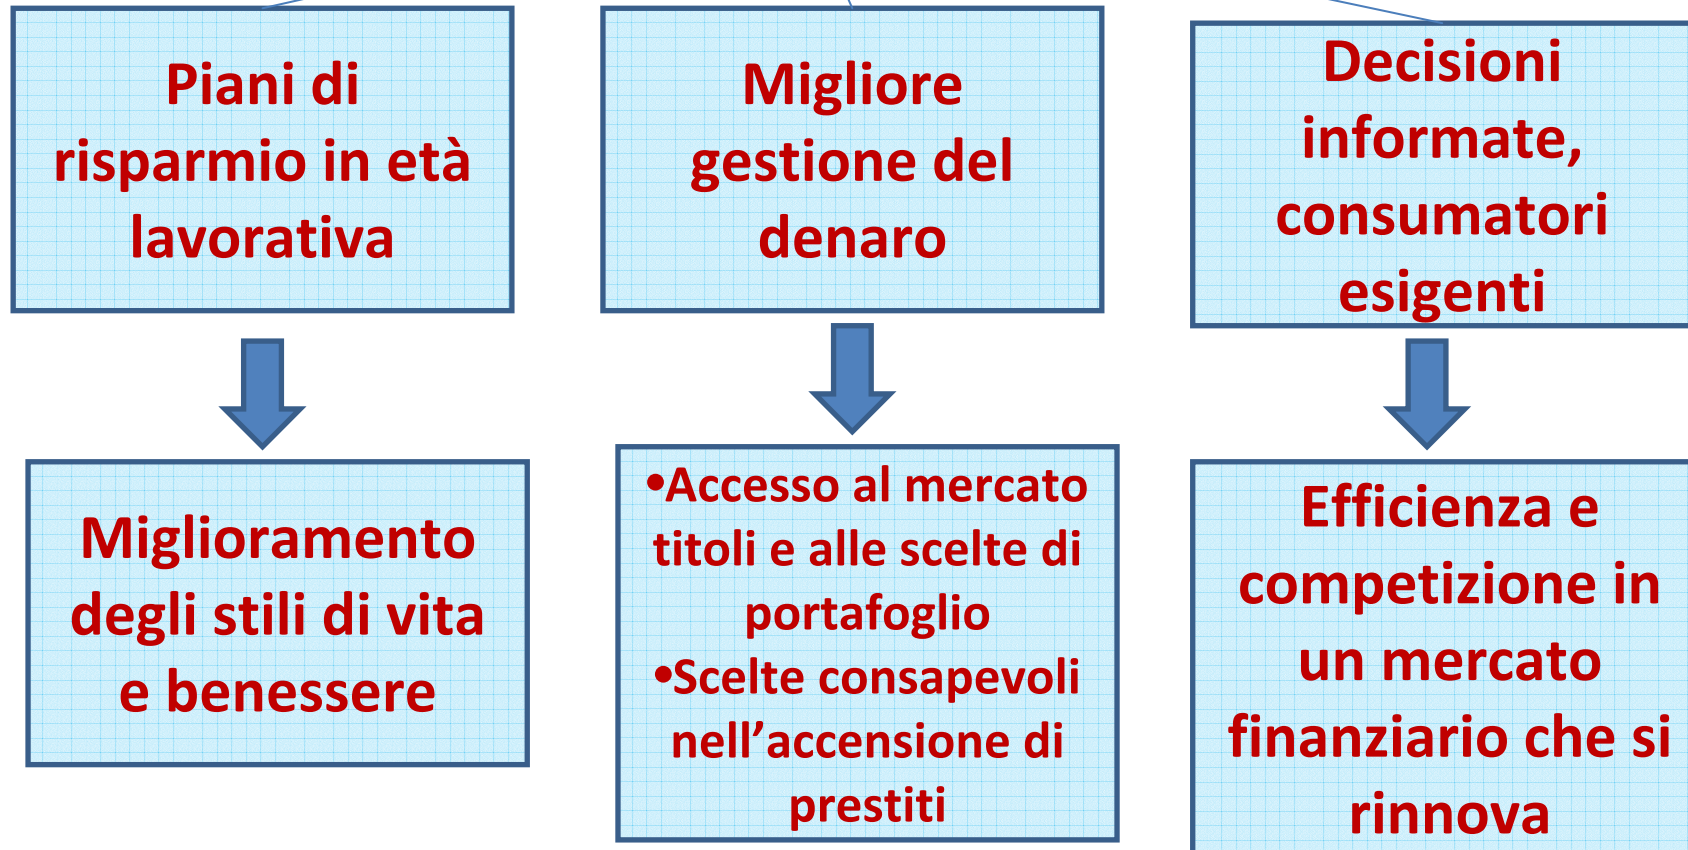 Piani di
risparmio in età
lavorativa
Migliore
gestione del
denaro
Decisioni
informate,
consumatori
esigenti
Miglioramento
degli stili di vita
e benessere
•Accesso al mercato
titoli e alle scelte di
portafoglio
•Scelte consapevoli
nell’accensione di
prestiti
Efficienza e
competizione in
un mercato
finanziario che si
rinnova